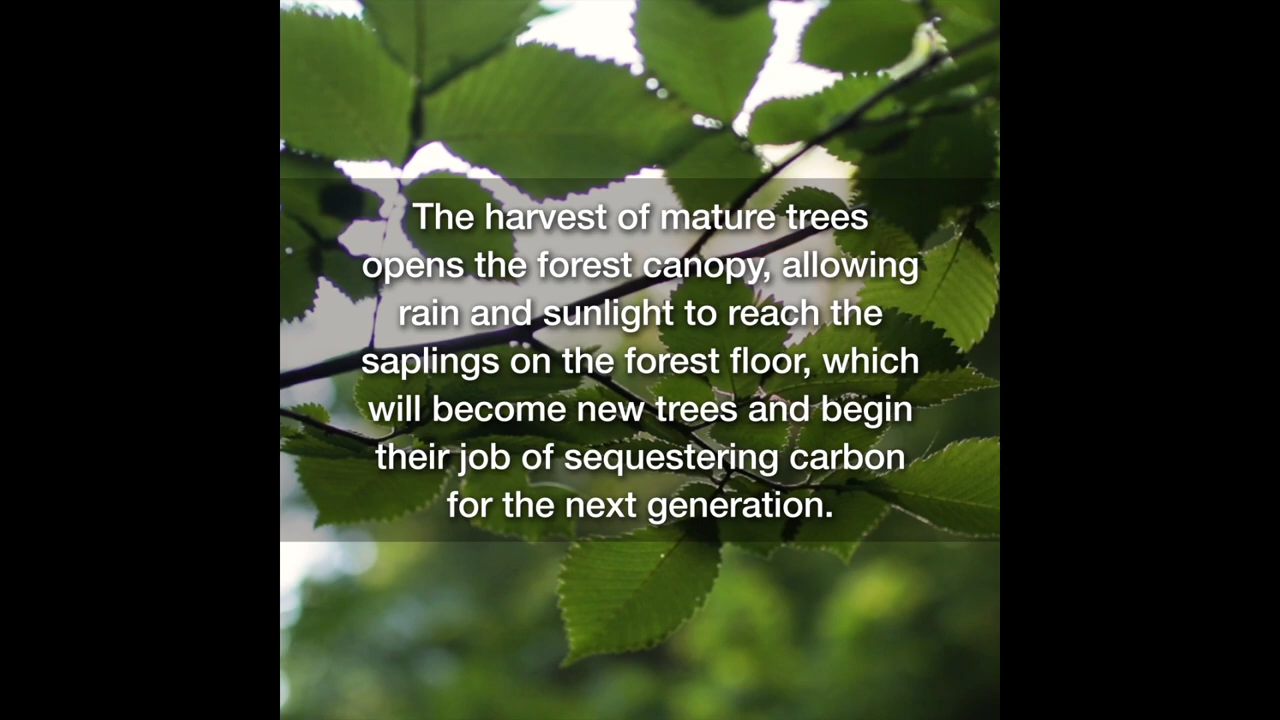 The harvest of mature trees
opens the forest canopy, allowing
rain and sunlight to reach the
saplings on the forest floor, which
will become new trees and begin
their job of sequestering carbon
for the next generation.